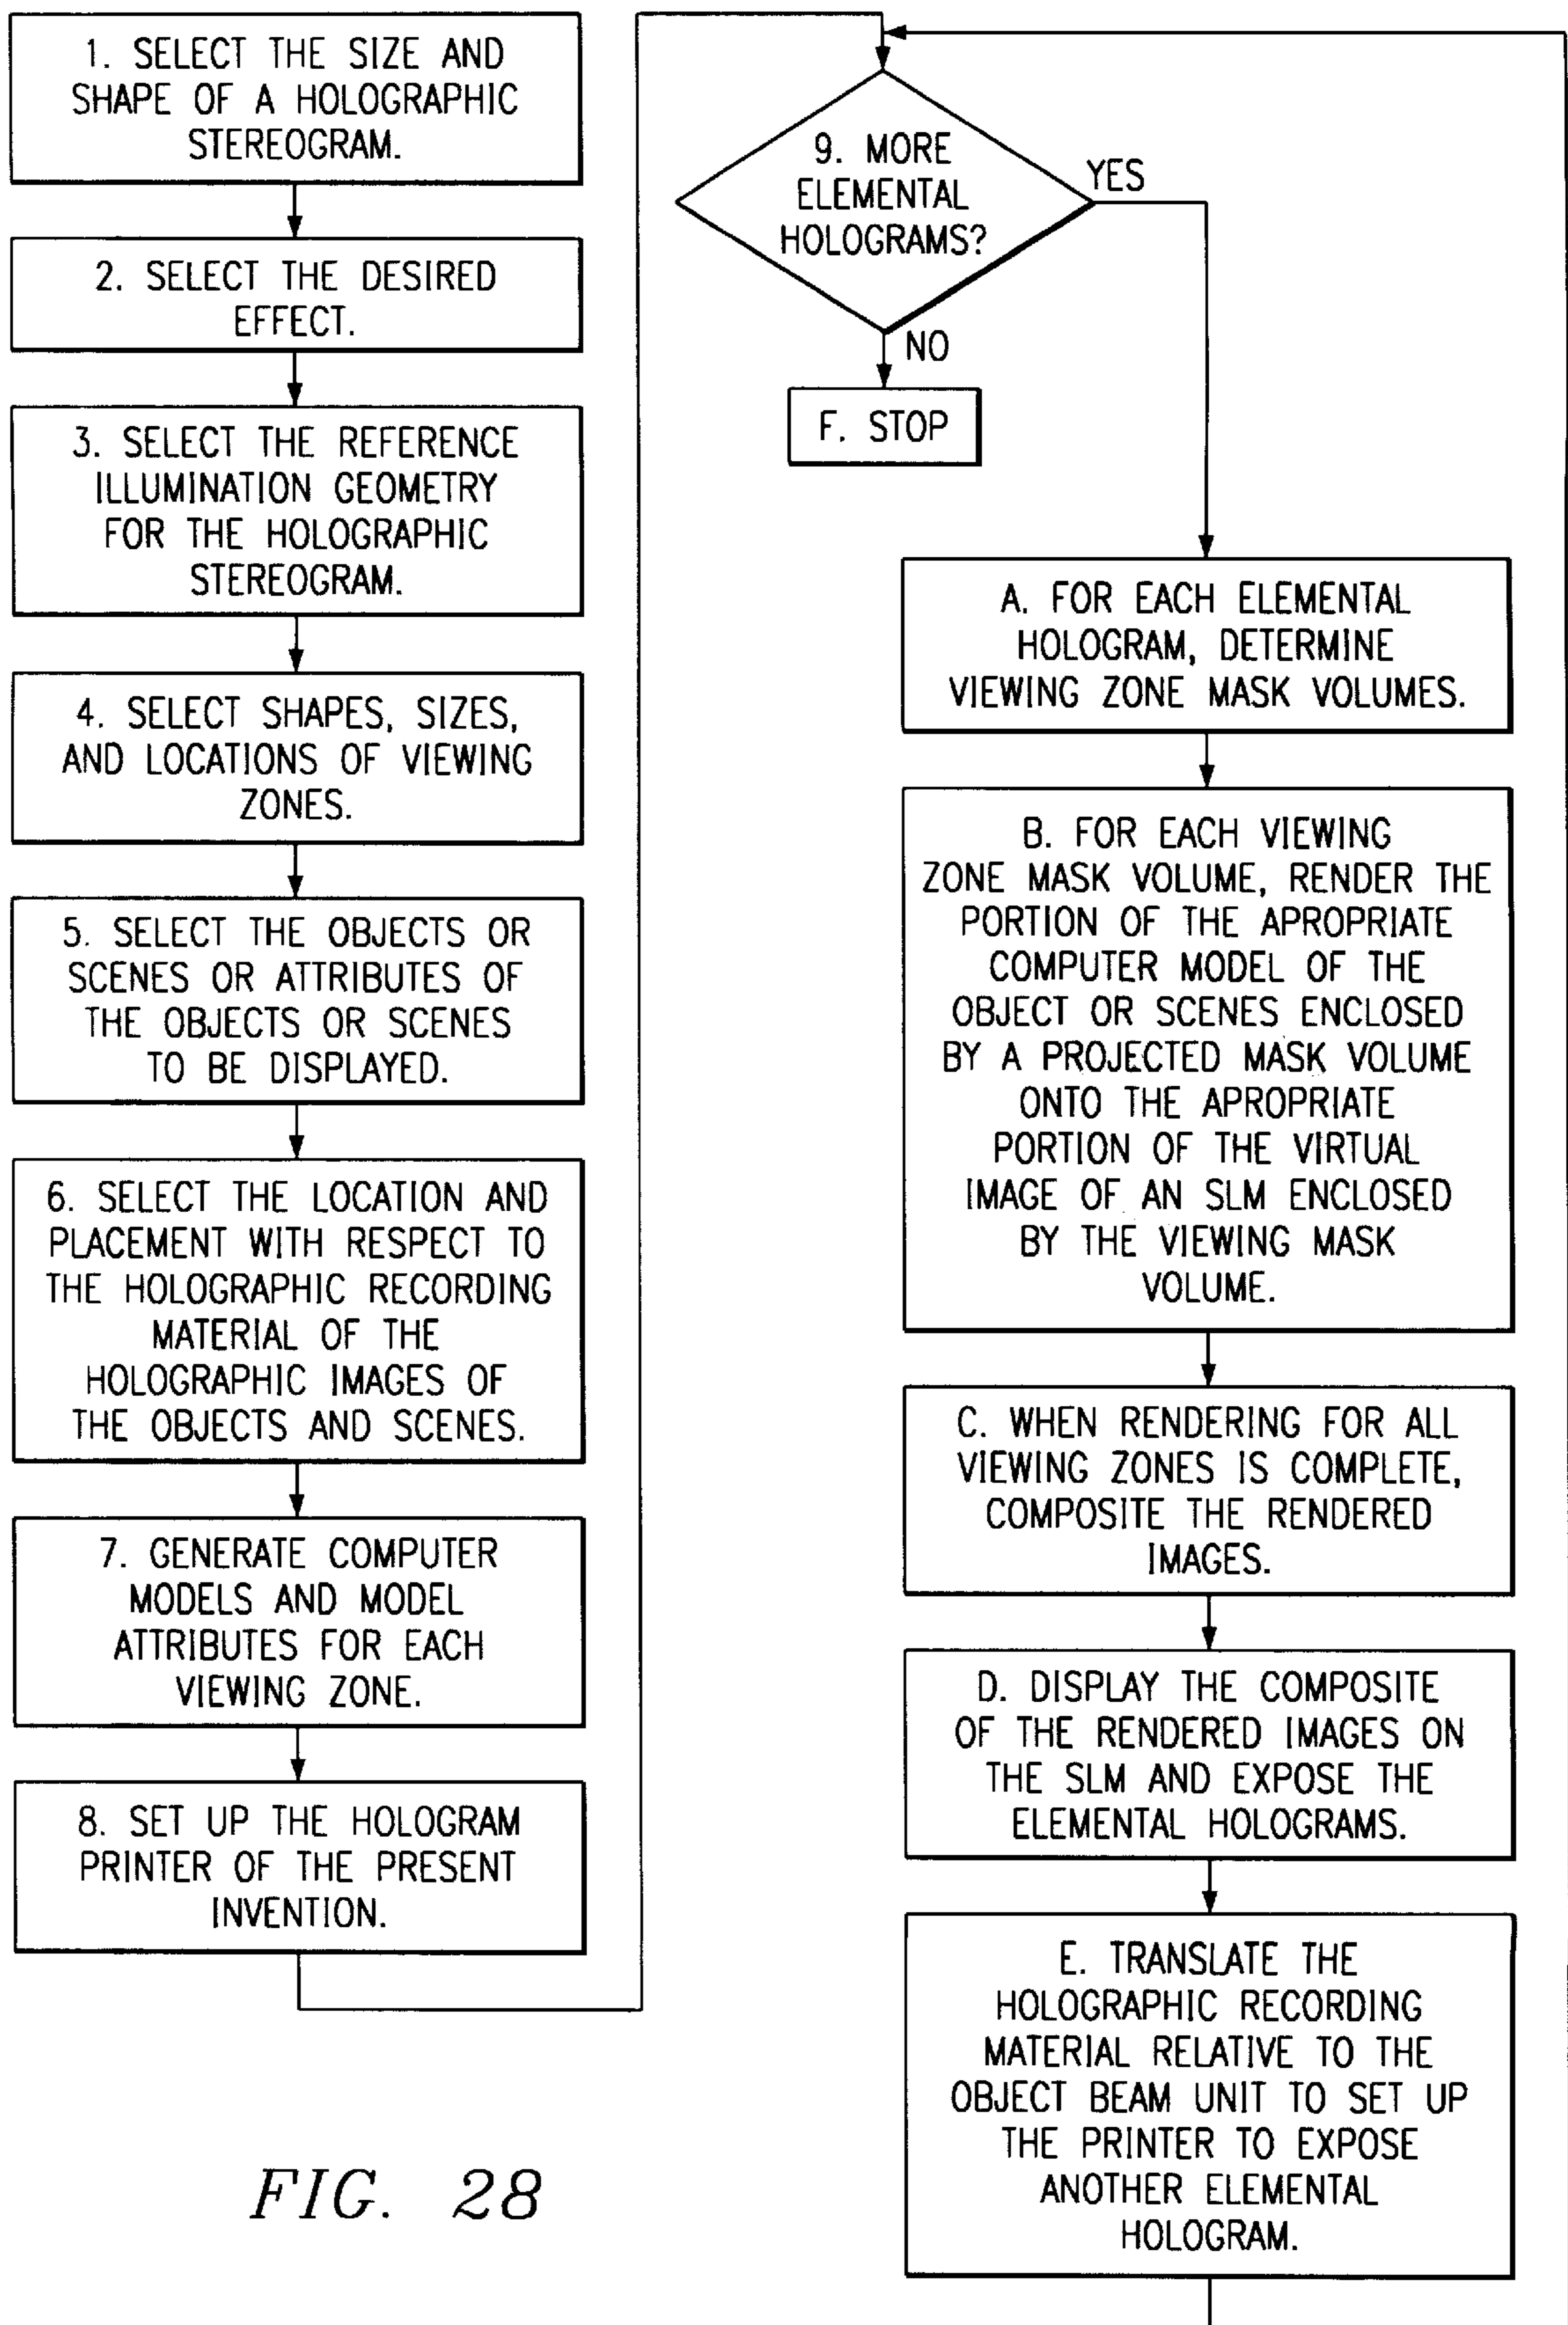 1. SELECT THE SIZE AND
SHAPE OF A HOLOGRAPHIC
STEREOGRAM.
2. SELECT THE DESIRED
EFFECT.
3. SELECT THE REFERENCE
ILLUMINATION GEOMETRY
FOR THE HOLOGRAPHIC
STEREOGRAM.
4. SELECT SHAPES, SIZES,
AND LOCATIONS OF VIEWING
ZONES.
5. SELECT THE OBJECTS OR
SCENES OR ATTRIBUTES OF
THE OBJECTS OR SCENES
TO BE DISPLAYED.
6. SELECT THE LOCATION AND
PLACEMENT WITH RESPECT TO
THE HOLOGRAPHIC RECORDING
MATERIAL OF THE
HOLOGRAPHIC IMAGES OF
THE OBJECTS AND SCENES.
7. GENERATE COMPUTER
MODELS AND MODEL
ATTRIBUTES FOR EACH
VIEWING ZONE.
8. SET UP THE HOLOGRAM
PRINTER OF THE PRESENT
INVENTION.
9. MORE
ELEMENTAL
HOLOGRAMS?
YES
NO
F. STOP
A. FOR EACH ELEMENTAL
HOLOGRAM, DETERMINE
VIEWING ZONE MASK VOLUMES.
B. FOR EACH VIEWING
ZONE MASK VOLUME, RENDER THE
PORTION OF THE APROPRIATE
COMPUTER MODEL OF THE
OBJECT OR SCENES ENCLOSED
BY A PROJECTED MASK VOLUME
ONTO THE APROPRIATE
PORTION OF THE VIRTUAL
IMAGE OF AN SLM ENCLOSED
BY THE VIEWING MASK
VOLUME.
C. WHEN RENDERING FOR ALL
VIEWING ZONES IS COMPLETE,
COMPOSITE THE RENDERED
IMAGES.
D. DISPLAY THE COMPOSITE
OF THE RENDERED IMAGES ON
THE SLM AND EXPOSE THE
ELEMENTAL HOLOGRAMS.
E. TRANSLATE THE
HOLOGRAPHIC RECORDING
MATERIAL RELATIVE TO THE
OBJECT BEAM UNIT TO SET UP
THE PRINTER TO EXPOSE
ANOTHER ELEMENTAL
HOLOGRAM.
FIG. 28